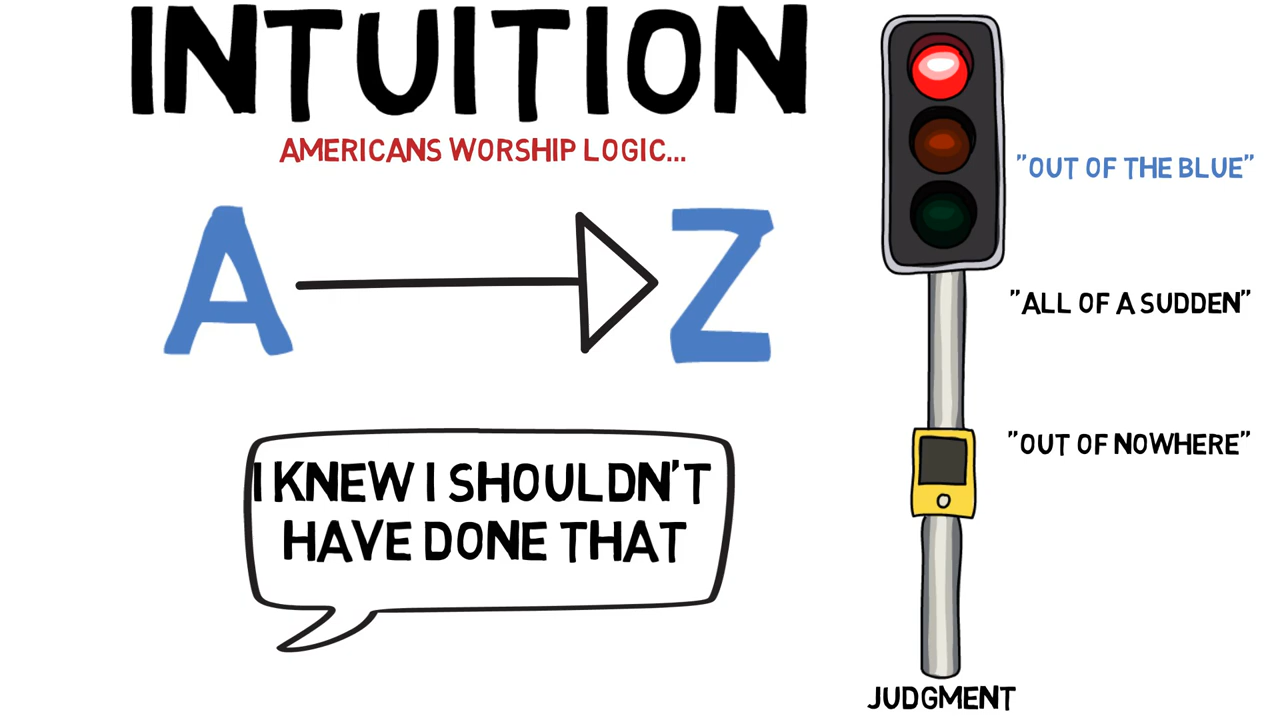 INTUITION
AMERICANS WORSHIP LOGIC...
A
Z
I KNEW I SHOULDN'T
HAVE DONE THAT
"OUT OF THE BLUE"
"ALL OF A SUDDEN"
"OUT OF NOWHERE"
JUDGMENT